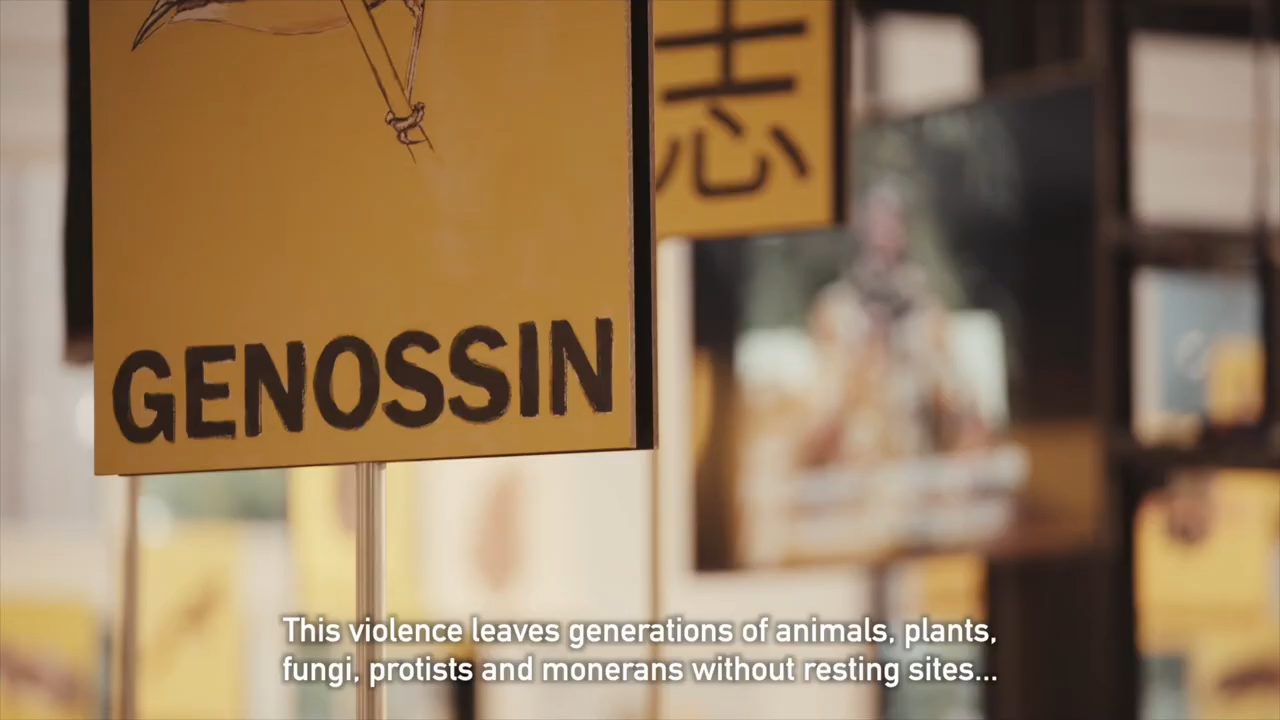 志
GENOSSIN
This violence leaves generations of animals, plants,
fungi, protists and monerans without resting sites...